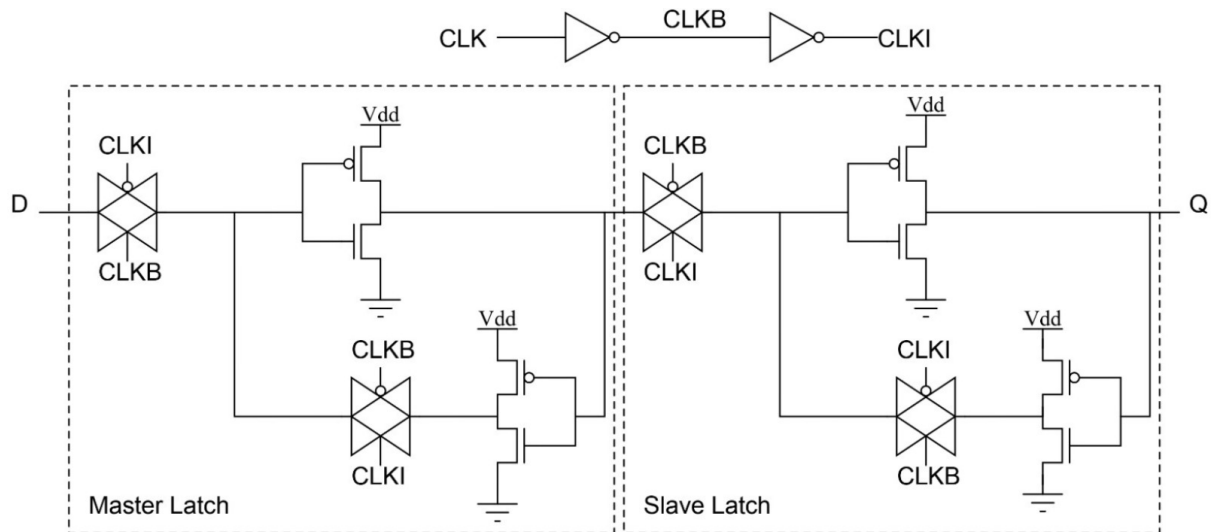 CLKB
CLK CLKI
Vdd Vdd
CLKI CLKB
D Q
CLKB CLKI
Vdd Vdd
CLKB CLKI
CLKI CLKB
Master Latch Slave Latch